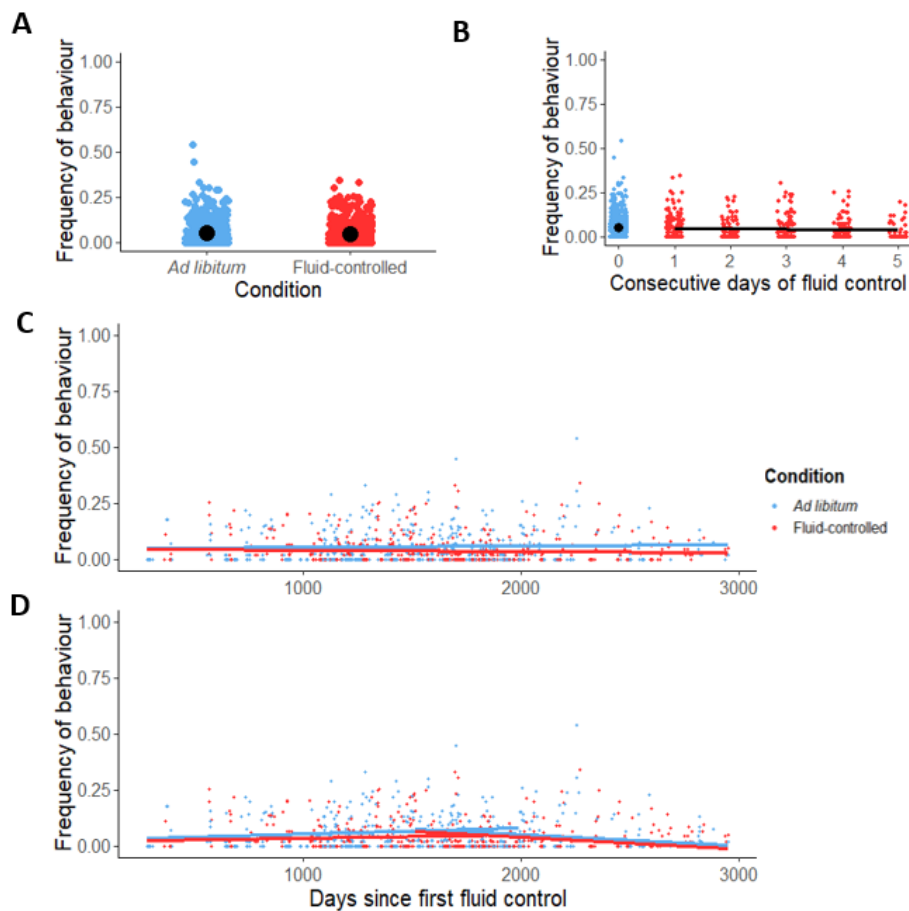 A
Frequency of behaviour
1.00
0.75
0.50
0.25
0.00
Ad libitum Fluid-controlled
Condition
B
Frequency of behaviour
1.00
0.75
0.50
0.25
0.00
0 1 2 3 4 5
Consecutive days of fluid control
C
Frequency of behaviour
1.00
0.75
0.50
0.25
0.00
1000 2000 3000
Condition
Ad libitum
Fluid-controlled
D
Frequency of behaviour
1.00
0.75
0.50
0.25
0.00
1000 2000 3000
Days since first fluid control